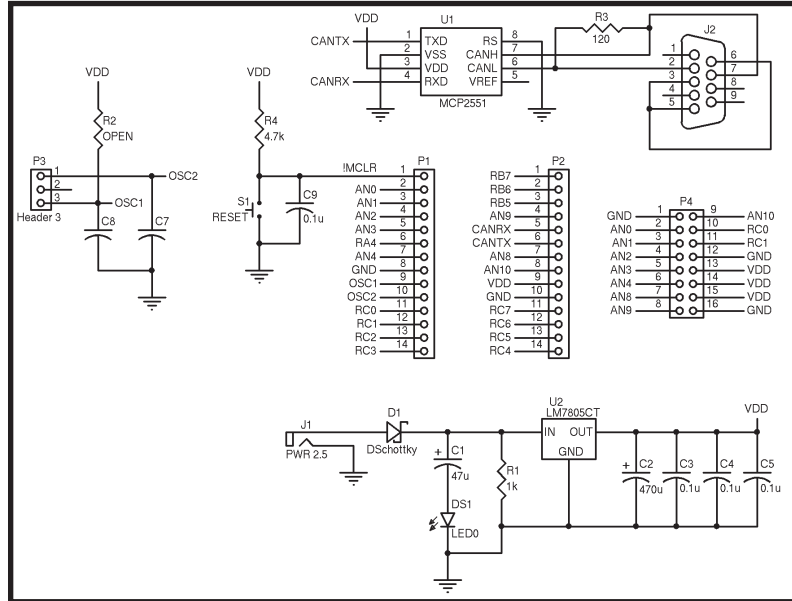 VDD
U1
R3
120
J2
CANTX
1 TXD RS 8
2 VSS CANH 7
3 VDD CANL 6
CANRX 4 RXD VREF 5
MCP2551
1
2
3
4
5
6
7
8
9
VDD
R2
OPEN
VDD
R4
4.7k
P3
1 OSC2
2
3 OSC1
Header 3
C8
C7
S1
RESET
C9
0.1u
P1
!MCLR 1
AN0 2
AN1 3
AN2 4
AN3 5
RA4 6
AN4 7
GND 8
OSC1 9
OSC2 10
RC0 11
RC1 12
RC2 13
RC3 14
P2
RB7 1
RB6 2
RB5 3
AN9 4
CANRX 5
CANTX 6
AN8 7
AN10 8
VDD 9
GND 10
RC7 11
RC6 12
RC5 13
RC4 14
P4
GND 1 9 AN10
AN0 2 10 RC0
AN1 3 11 RC1
AN2 4 12 GND
AN3 5 13 VDD
AN4 6 14 VDD
AN8 7 15 VDD
AN9 8 16 GND
J1
PWR 2.5
D1
DSchottky
+ C1
47u
DS1
LED0
R1
1k
U2
LM7805CT
IN OUT
GND
VDD
+ C2
470u
C3
0.1u
C4
0.1u
C5
0.1u